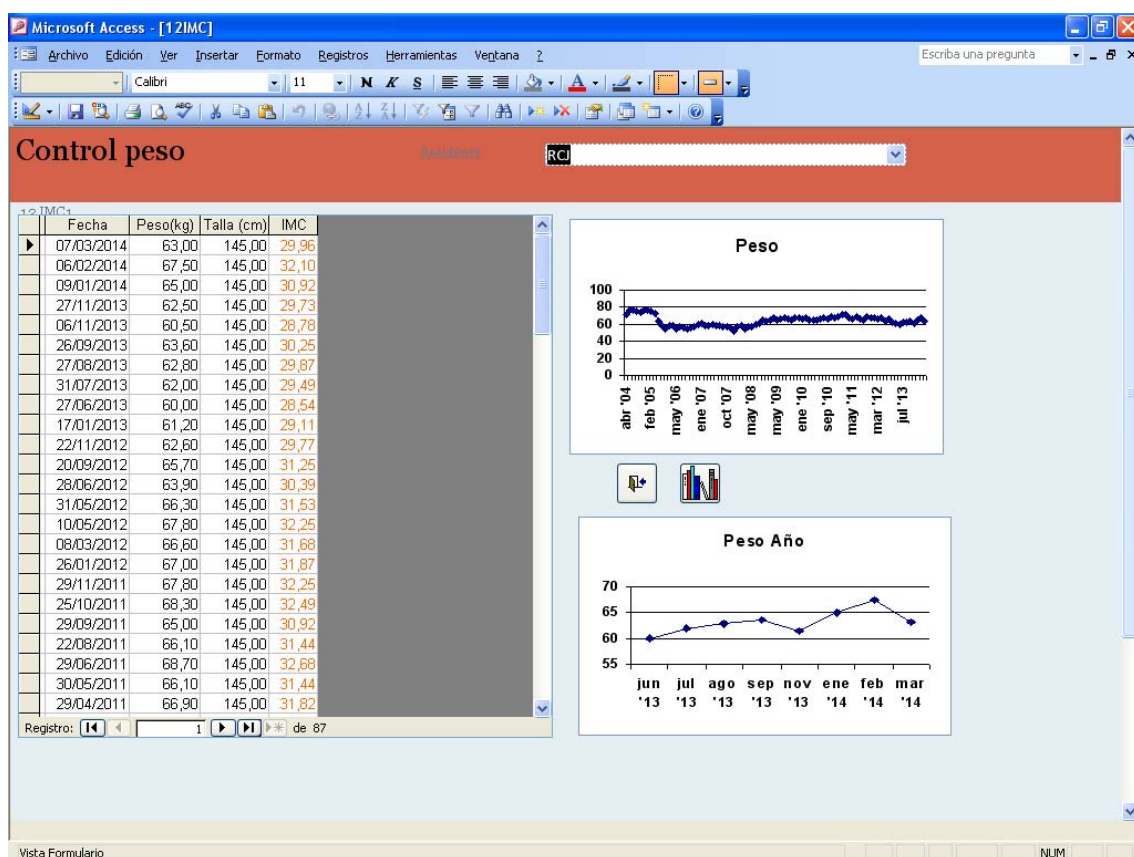 Microsoft Access - [12IMC]
Archivo Edición Ver Insertar Formato Registros Herramientas Ventana ?
Escriba una pregunta
Calibri 11 N K S
Control peso
Residente
RCJ
12 IMC1
Fecha Peso(kg) Talla (cm) IMC
07/03/2014 63,00 145,00 29,96
06/02/2014 67,50 145,00 32,10
09/01/2014 65,00 145,00 30,92
27/11/2013 62,50 145,00 29,73
06/11/2013 60,50 145,00 28,78
26/09/2013 63,60 145,00 30,25
27/08/2013 62,80 145,00 29,87
31/07/2013 62,00 145,00 29,49
27/06/2013 60,00 145,00 28,54
17/01/2013 61,20 145,00 29,11
22/11/2012 62,60 145,00 29,77
20/09/2012 65,70 145,00 31,25
28/06/2012 63,90 145,00 30,39
31/05/2012 66,30 145,00 31,53
10/05/2012 67,80 145,00 32,25
08/03/2012 66,60 145,00 31,68
26/01/2012 67,00 145,00 31,87
29/11/2011 67,80 145,00 32,25
25/10/2011 68,30 145,00 32,49
29/09/2011 65,00 145,00 30,92
22/08/2011 66,10 145,00 31,44
29/06/2011 68,70 145,00 32,68
30/05/2011 66,10 145,00 31,44
29/04/2011 66,90 145,00 31,82
Registro: 1 de 87
Peso
100
80
60
40
20
0
abr '04 feb '05 may '06 ene '07 oct '07 may '08 may '09 ene '10 sep '10 may '11 mar '12 jul '13
Peso Año
70
65
60
55
jun jul ago sep nov ene feb mar
'13 '13 '13 '13 '13 '14 '14 '14
Vista Formulario
NUM